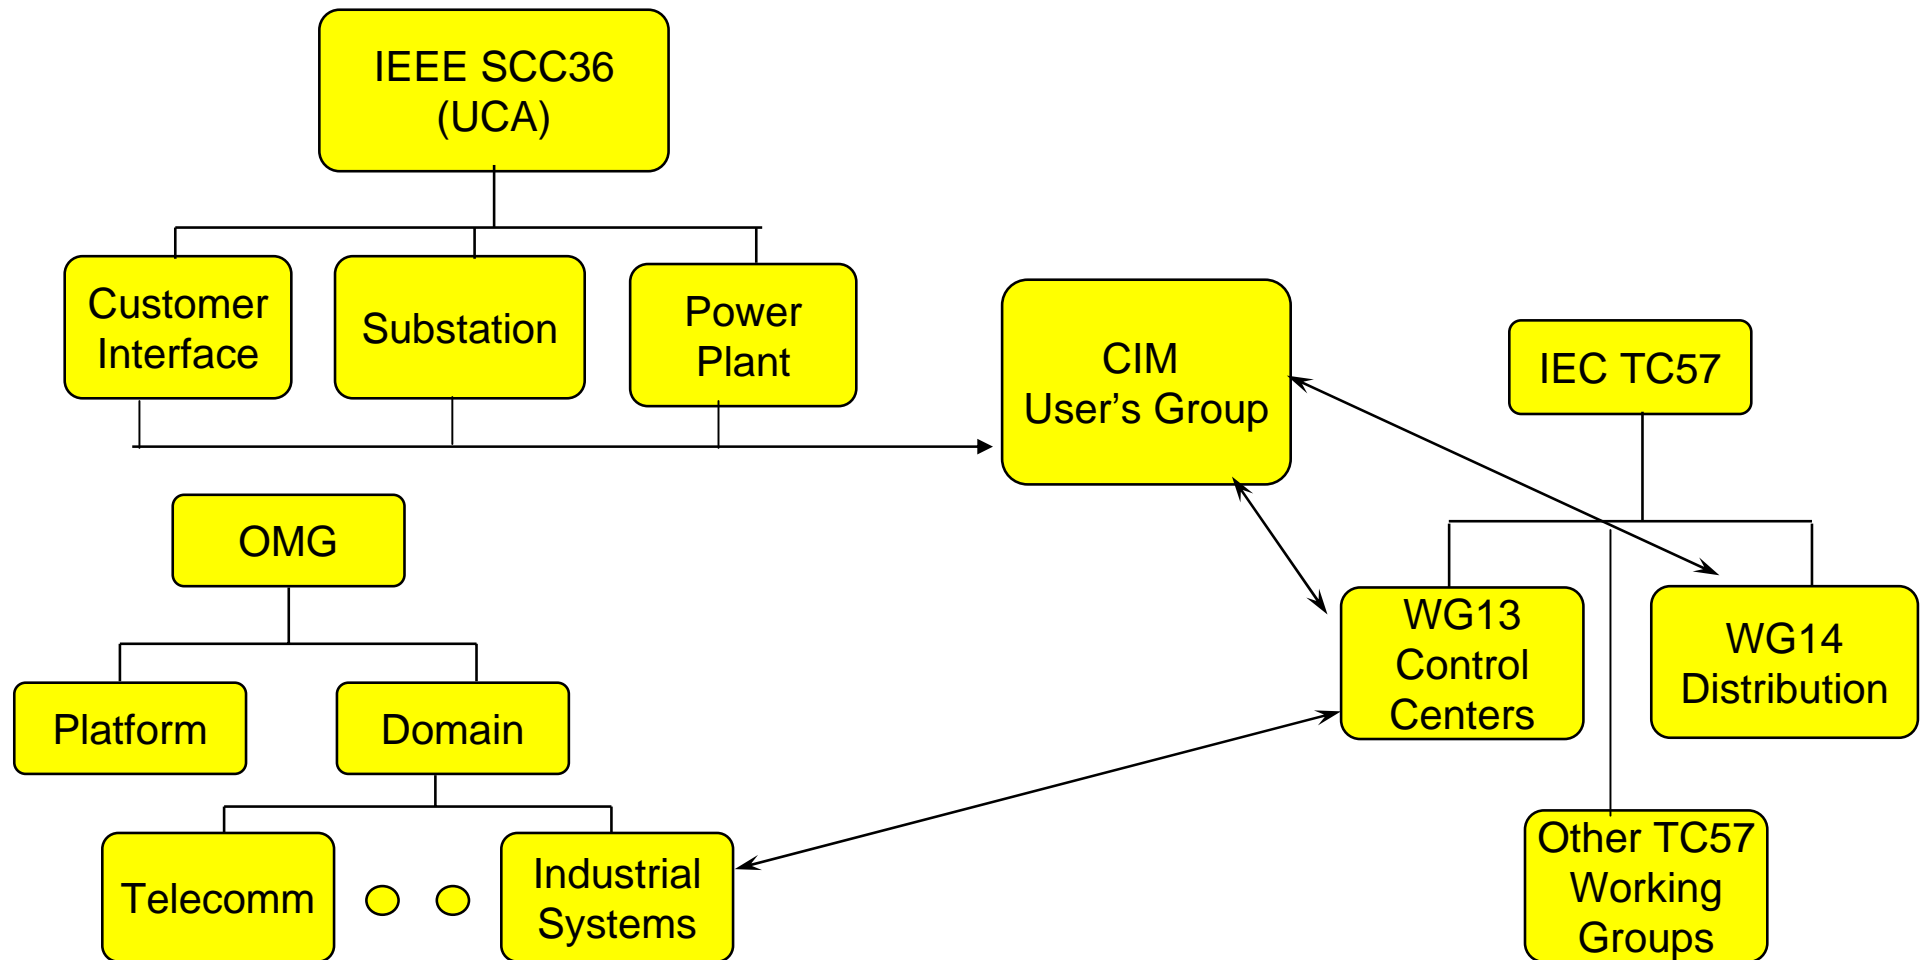 IEEE SCC36
(UCA)
Customer
Interface
Substation
Power
Plant
CIM
User’s Group
IEC TC57
OMG
Platform
Domain
Telecomm
Industrial
Systems
WG13
Control
Centers
WG14
Distribution
Other TC57
Working
Groups